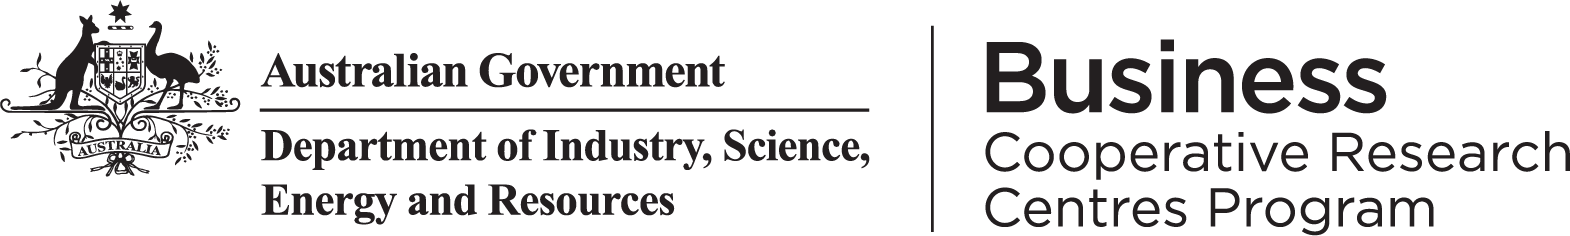 AUSTRALIA
Australian Government
Department of Industry, Science,
Energy and Resources
Business
Cooperative Research
Centres Program